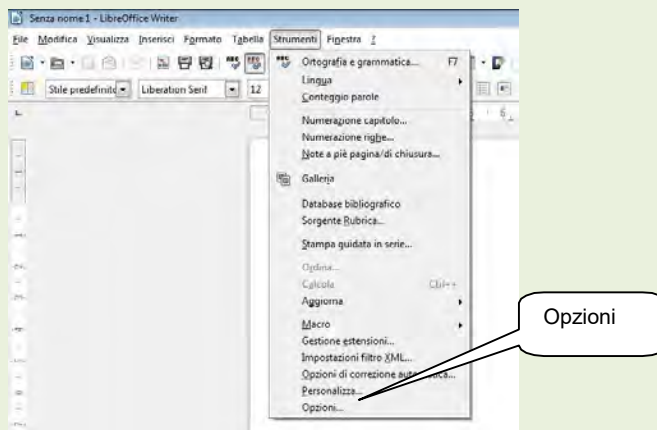 Senza nome 1 - LibreOffice Writer
File Modifica Visualizza Inserisci Formato Tabella Strumenti Finestra ?
Stile predefinito Liberation Serif 12
Ortografia e grammatica... F7
Lingua
Conteggio parole
Numerazione capitolo...
Numerazione righe...
Note a piè pagina/di chiusura...
Galleria
Database bibliografico
Sorgente Rubrica...
Stampa guidata in serie...
Ordina...
Calcola Ctrl++
Aggiorna
Macro
Gestione estensioni...
Impostazioni filtro XML...
Opzioni di correzione automatica...
Personalizza...
Opzioni...
Opzioni